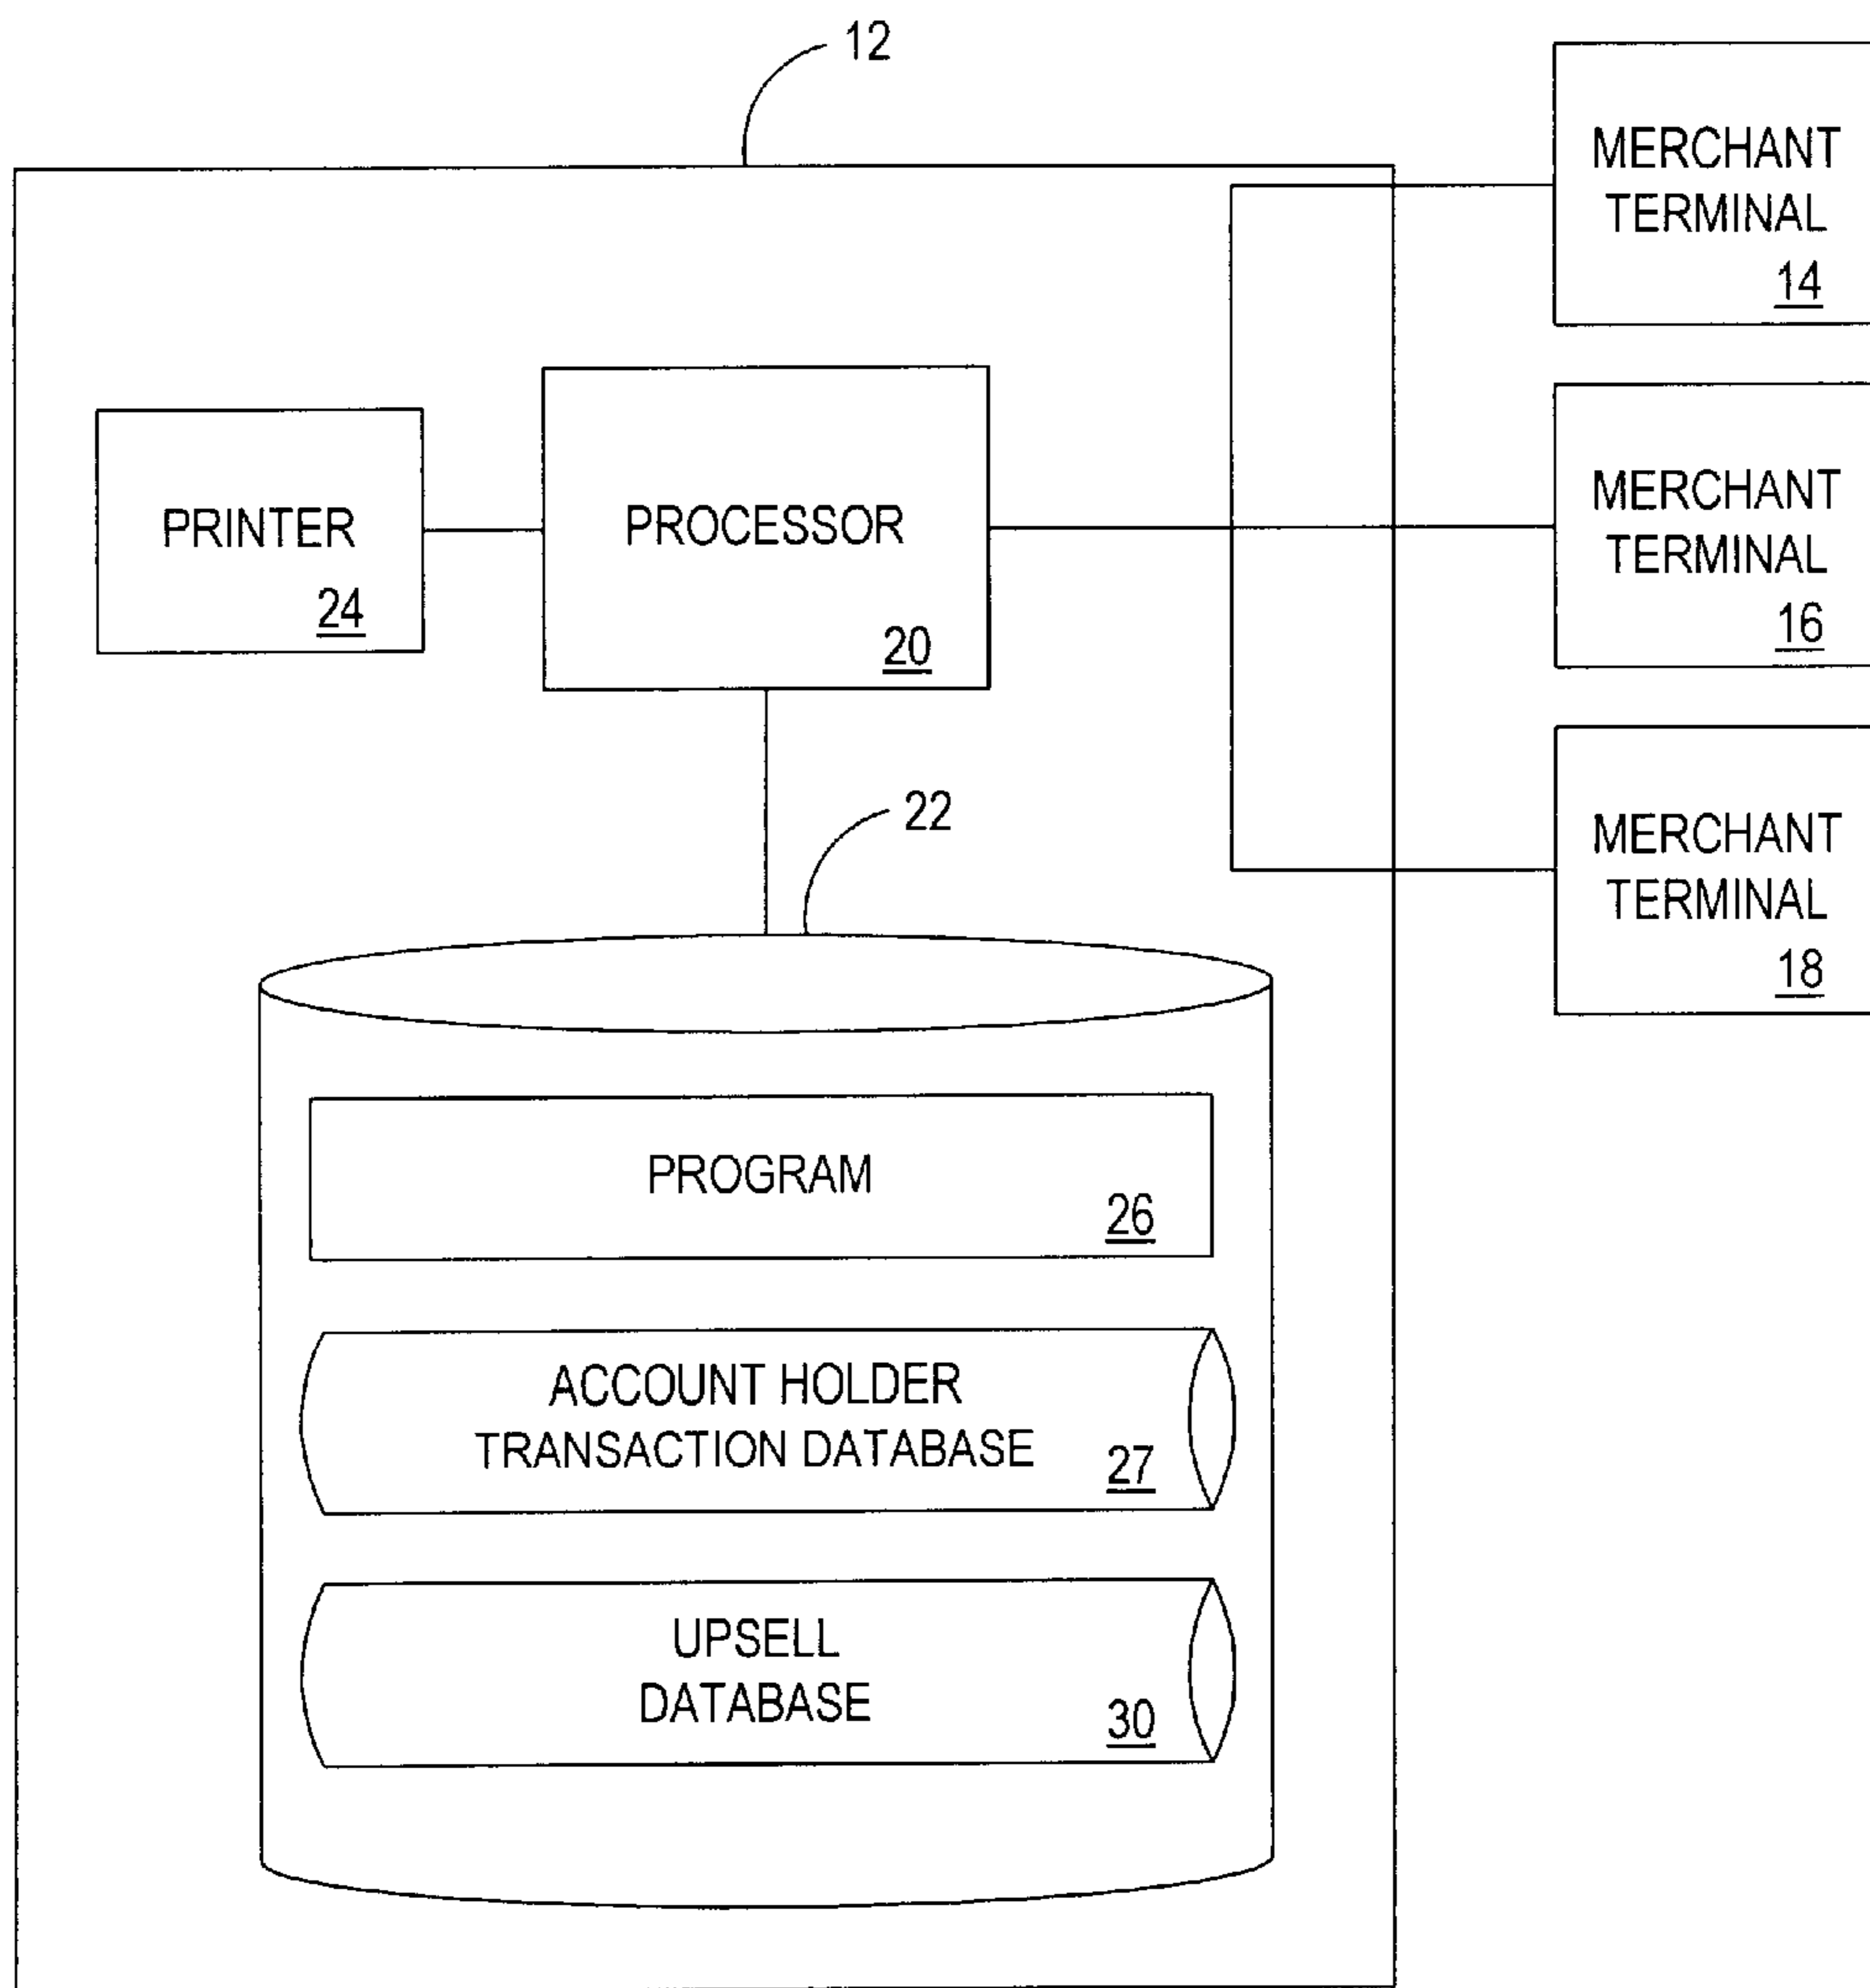 12
MERCHANT
TERMINAL
14
PRINTER
24
PROCESSOR
20
MERCHANT
TERMINAL
16
22
MERCHANT
TERMINAL
18
PROGRAM
26
ACCOUNT HOLDER
TRANSACTION DATABASE
27
UPSELL
DATABASE
30